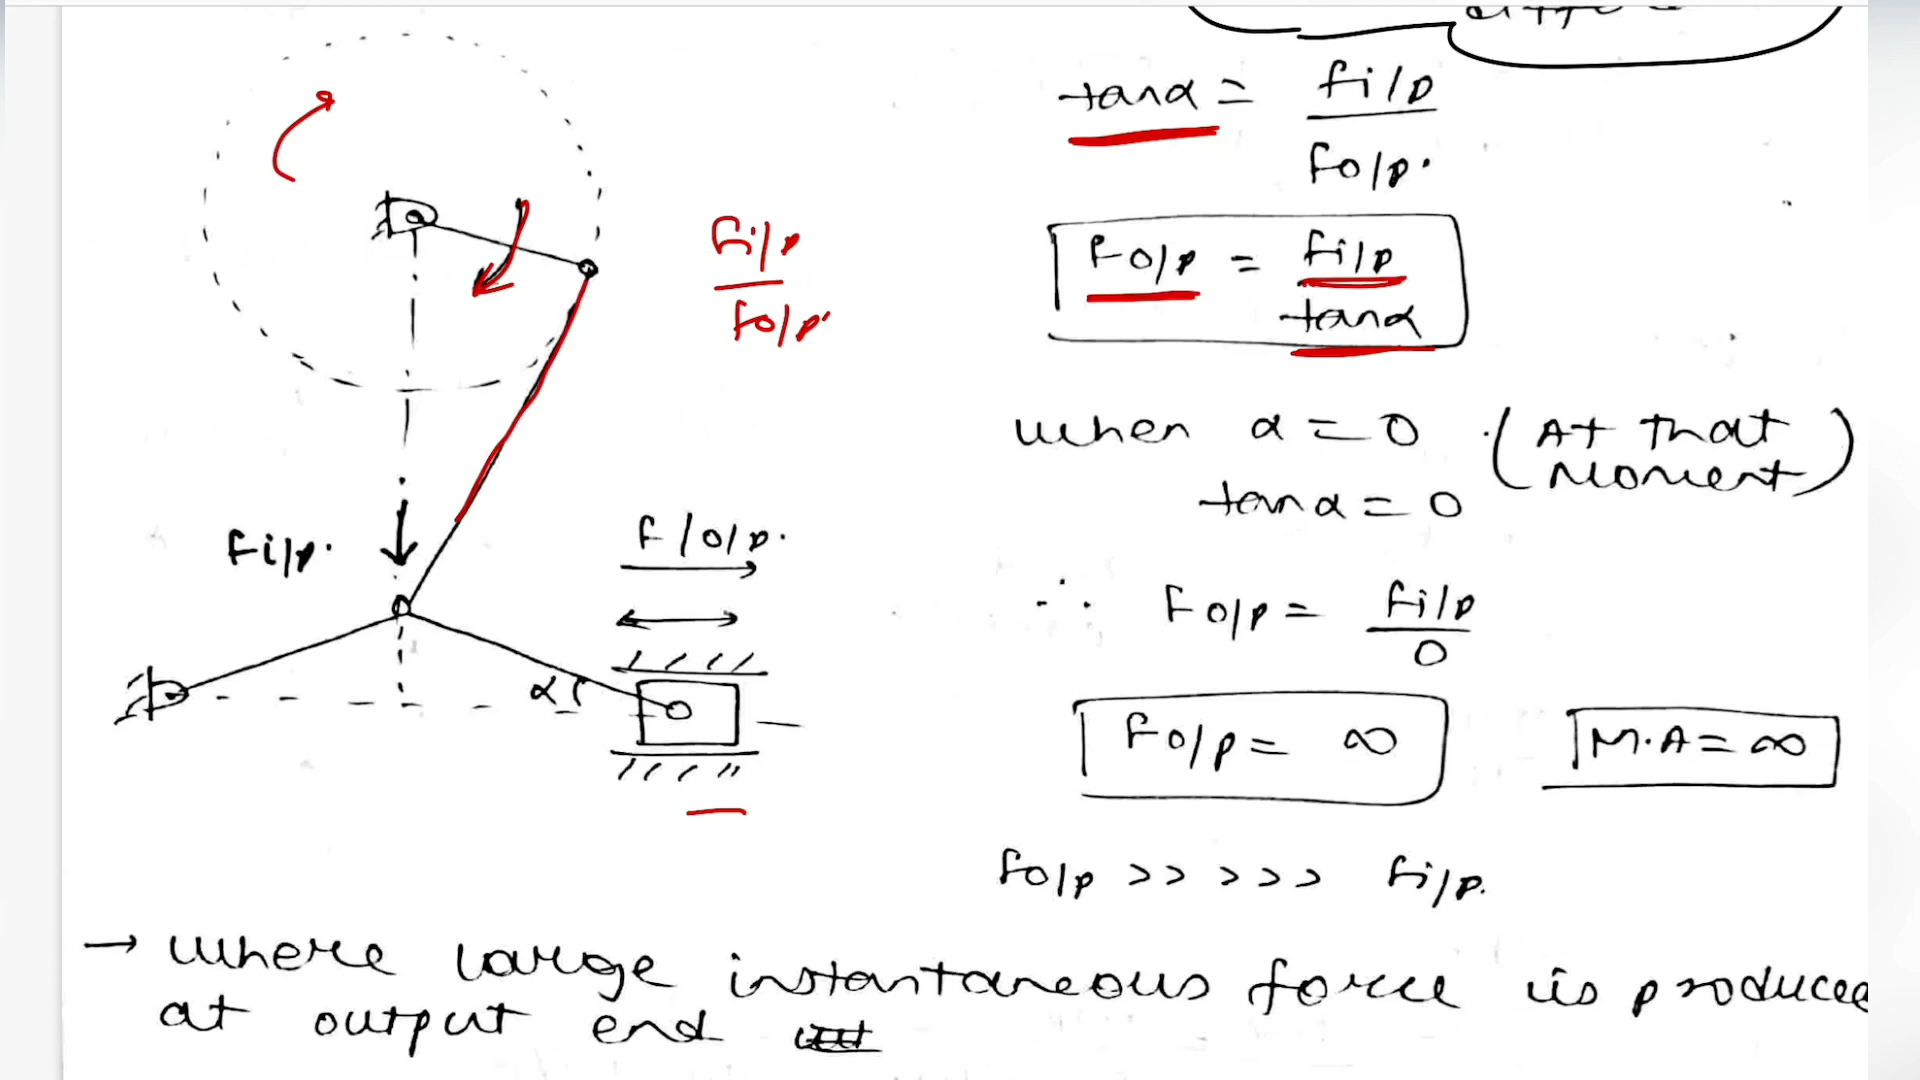 tanα = Fi/p
Fo/p.
Fi/p
Fo/p
Fo/p = Fi/p
tanα
when α = 0 (At that Moment)
tanα = 0
Fi/p.
F/o/p.
∴ Fo/p = Fi/p
0
α
Fo/p = ∞
M.A = ∞
Fo/p >> >>> Fi/p.
→ where large instantaneous force is produced
at output end